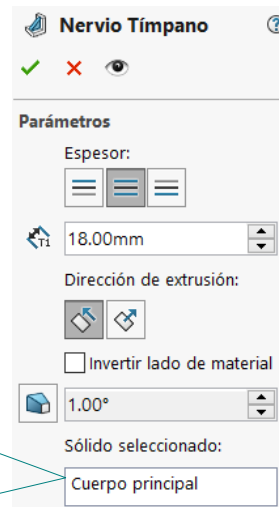 Nervio Tímpano
Parámetros
Espesor:
T1
18.00mm
Dirección de extrusión:
Invertir lado de material
1.00°
Sólido seleccionado:
Cuerpo principal